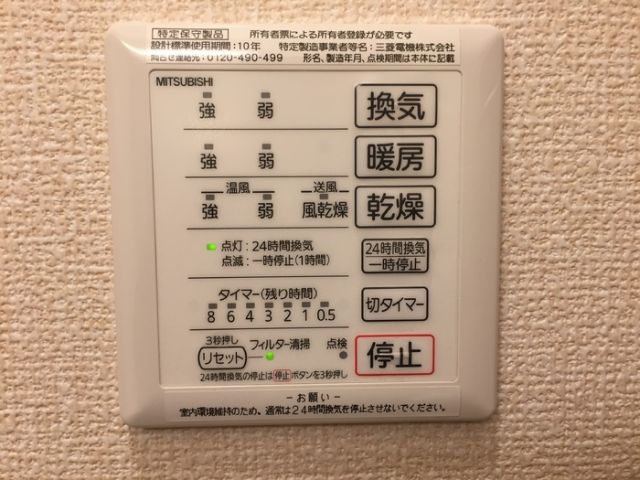 特定保守製品 所有者票による所有者登録が必要です
設計標準使用期間:10年 特定製造事業者等名:三菱電機株式会社
問合せ連絡先:0120-490-499 形名、製造年月、点検期間は本体に記載
MITSUBISHI
強 弱 換気
強 弱 暖房
温風 送風
強 弱 風乾燥 乾燥
点灯:24時間換気
点滅:一時停止(1時間)
24時間換気
一時停止
タイマー(残り時間)
8 6 4 3 2 1 0.5
切タイマー
3秒押し
リセット フィルター清掃 点検
停止
24時間換気の停止は停止ボタンを3秒押し
-お願い-
室内環境維持のため、通常は24時間換気を停止させないでください。